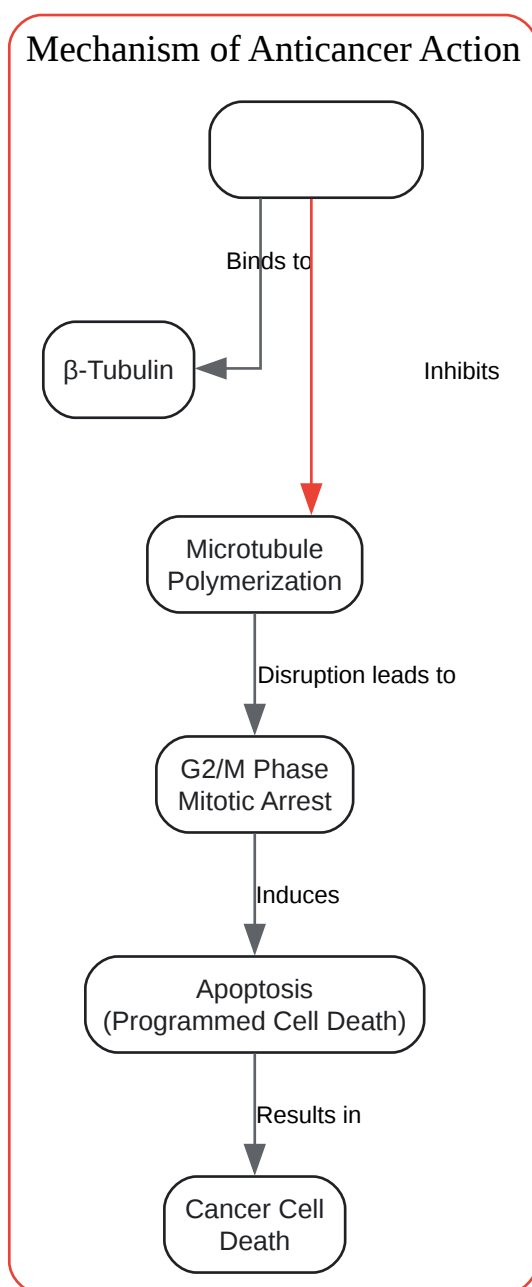 Mechanism of Anticancer Action
Binds to
β-Tubulin
Inhibits
Microtubule
Polymerization
Disruption leads to
G2/M Phase
Mitotic Arrest
Induces
Apoptosis
(Programmed Cell Death)
Results in
Cancer Cell
Death